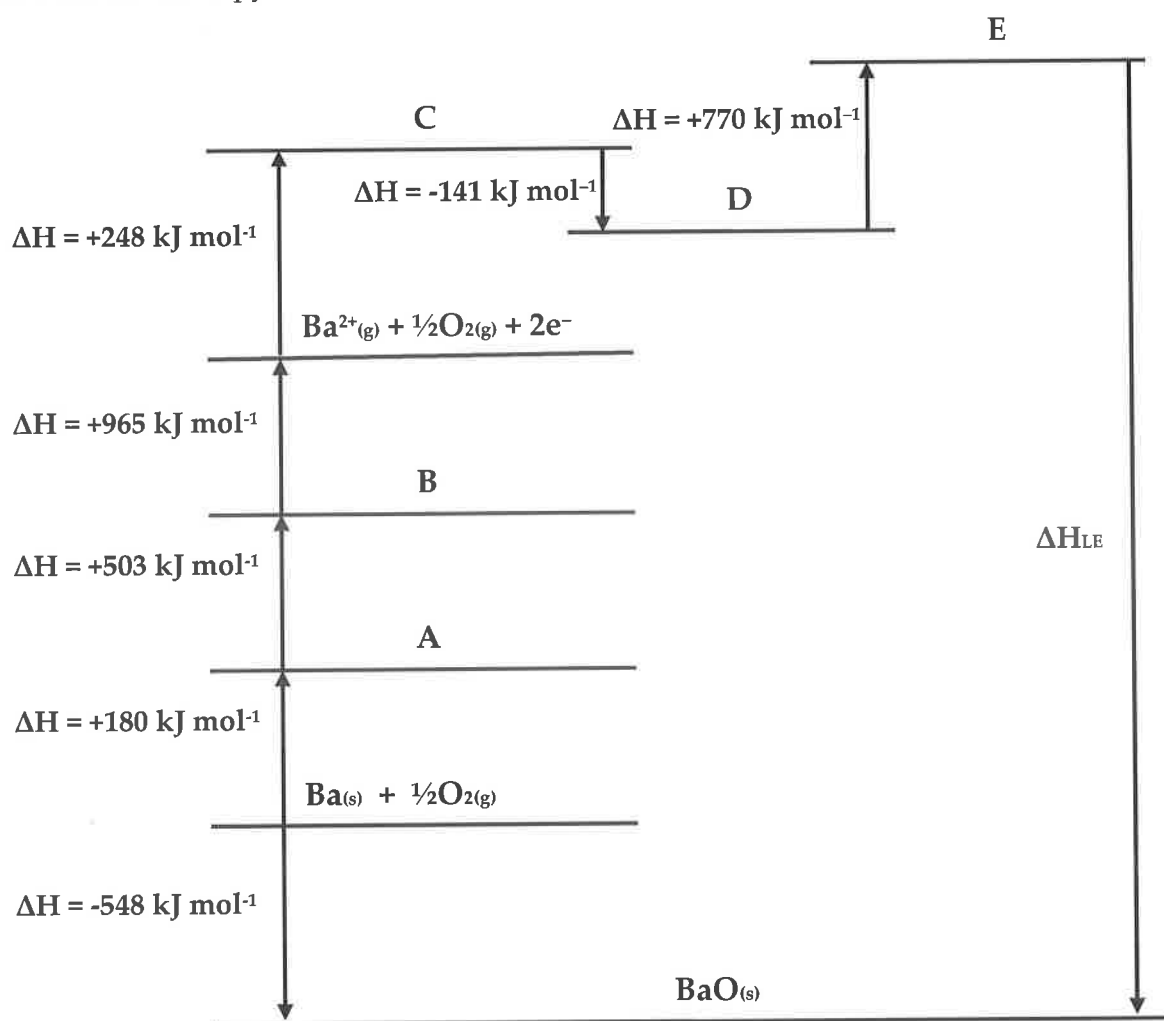 E
C
ΔH = +770 kJ mol⁻¹
ΔH = -141 kJ mol⁻¹
D
ΔH = +248 kJ mol⁻¹
Ba²⁺(g) + ½O₂(g) + 2e⁻
ΔH = +965 kJ mol⁻¹
B
ΔHLE
ΔH = +503 kJ mol⁻¹
A
ΔH = +180 kJ mol⁻¹
Ba(s) + ½O₂(g)
ΔH = -548 kJ mol⁻¹
BaO(s)